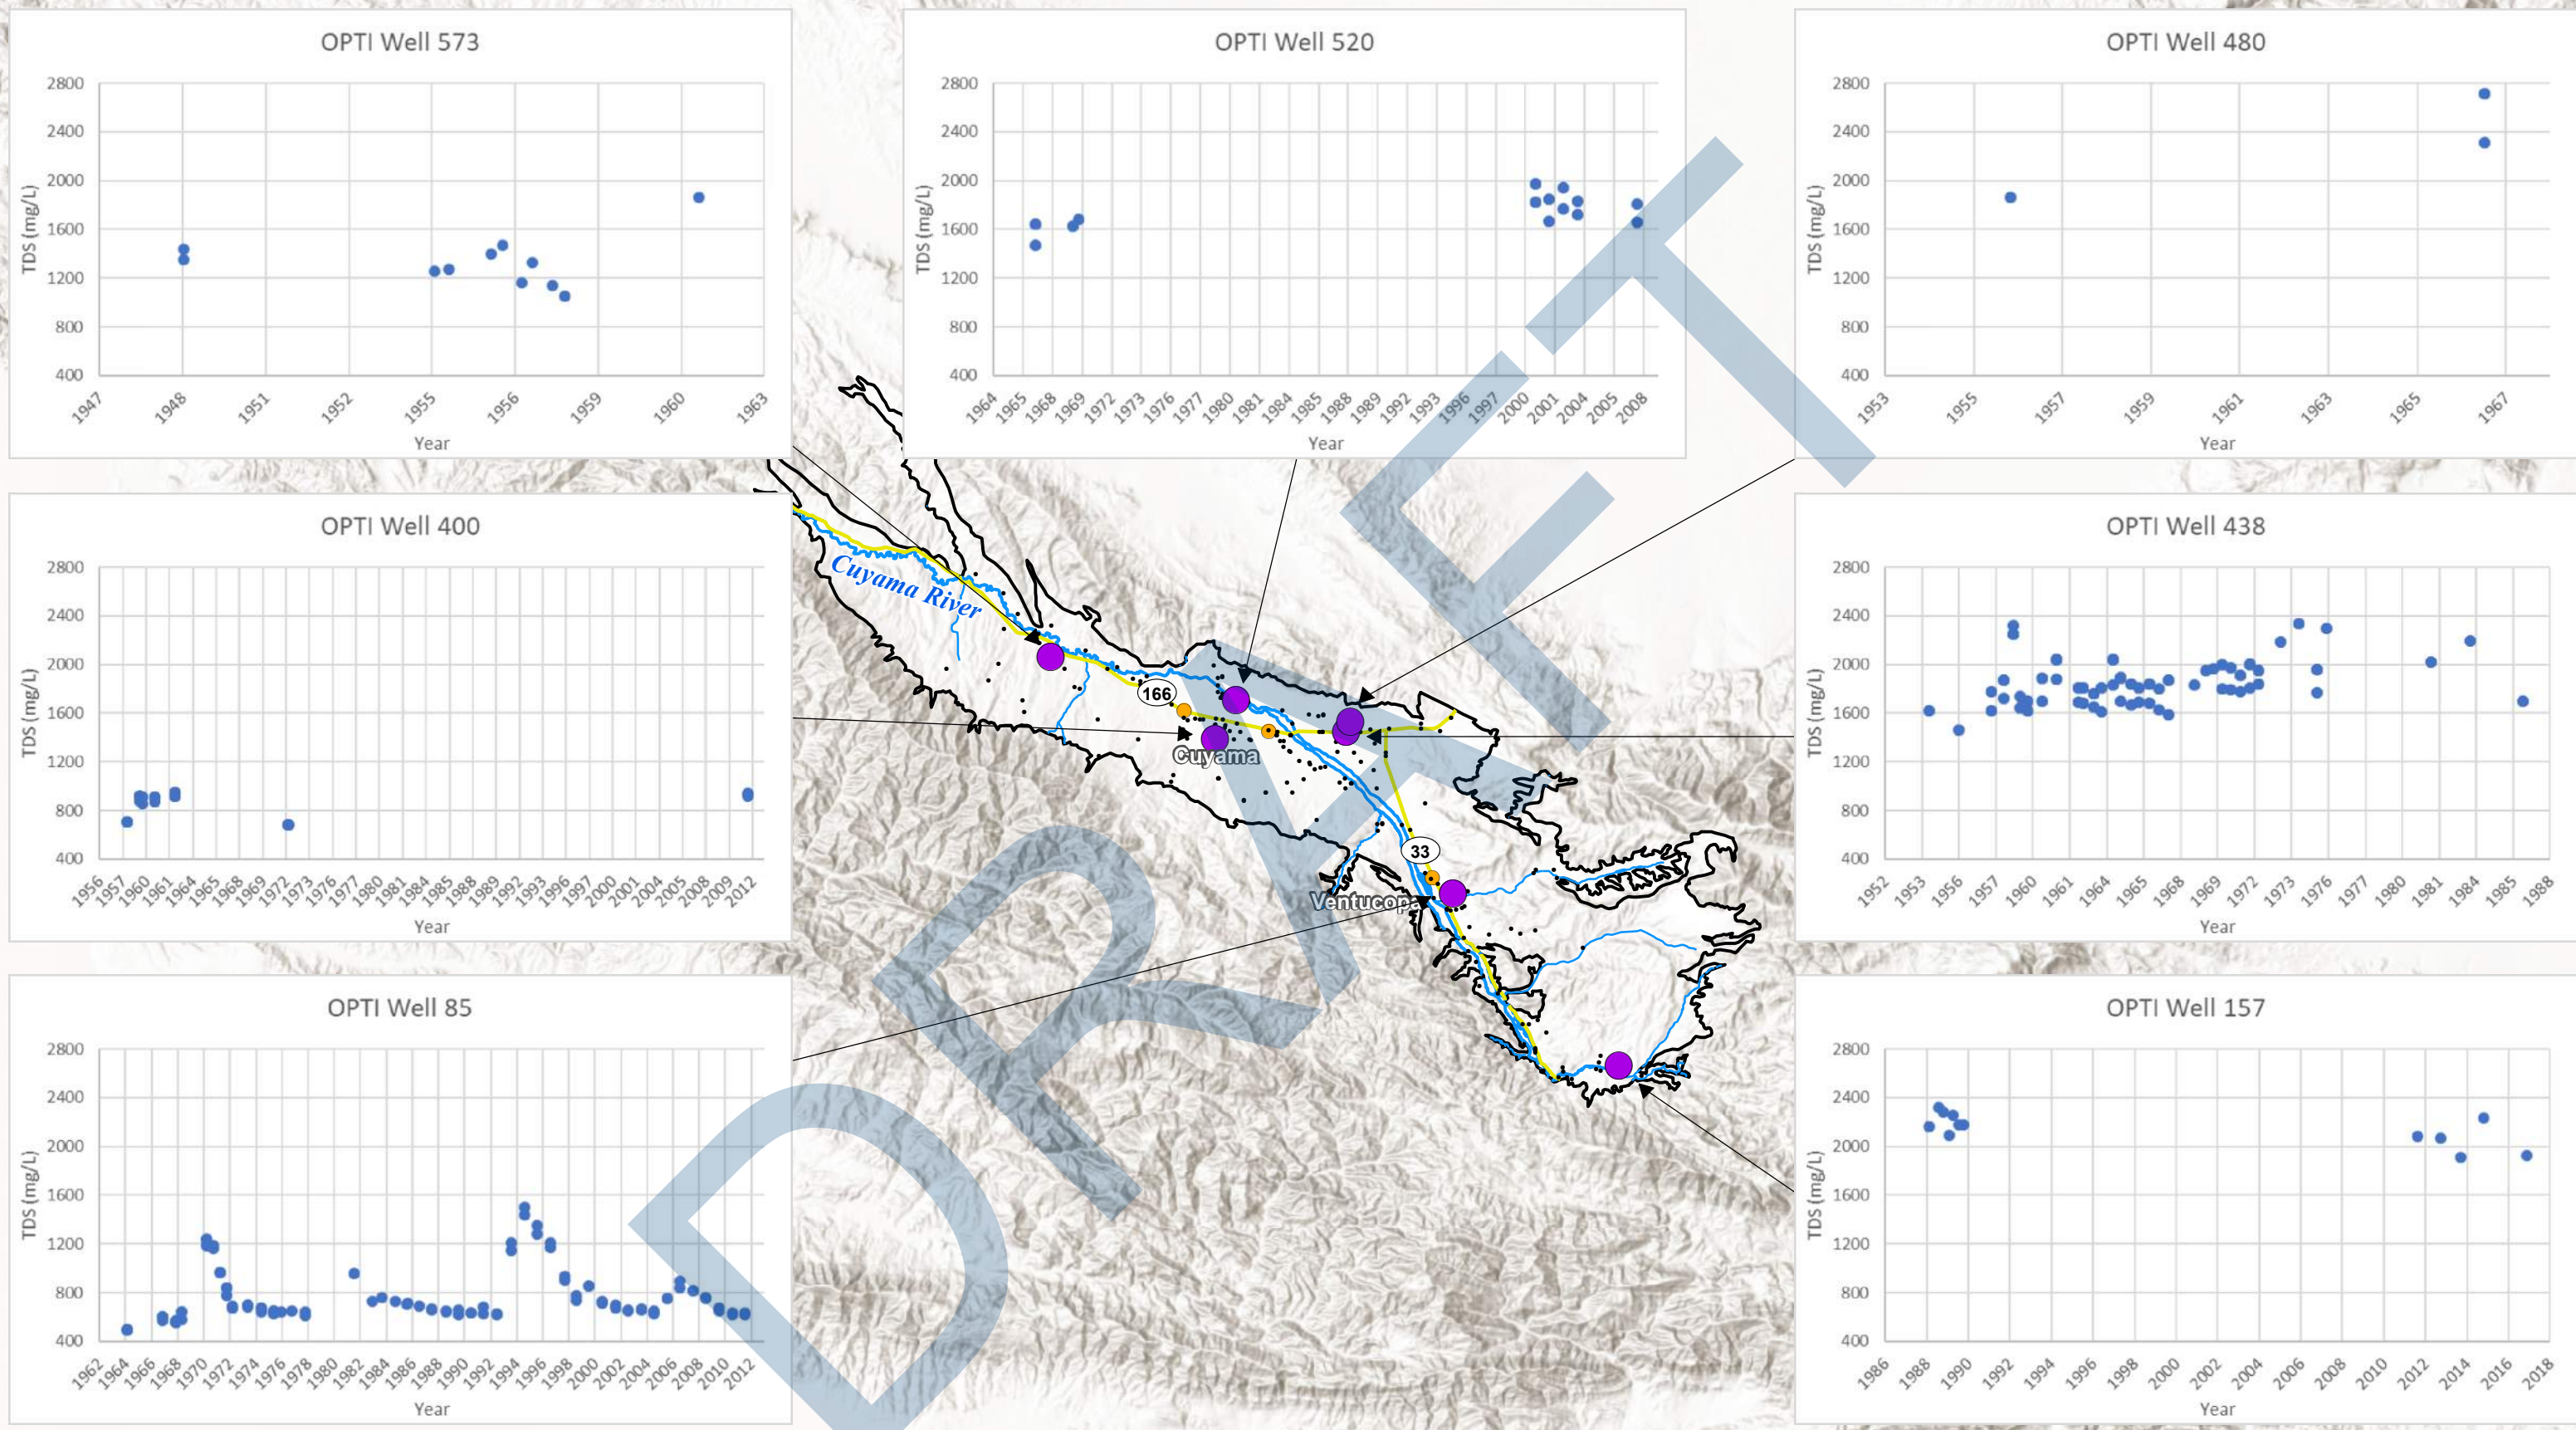 OPTI Well 573
2800
2400
2000
1600
1200
800
400
TDS (mg/L)
1947 1948 1951 1952 1955 1956 1959 1960 1963
Year
OPTI Well 520
2800
2400
2000
1600
1200
800
400
TDS (mg/L)
1964 1965 1968 1969 1972 1973 1976 1977 1980 1981 1984 1985 1988 1989 1992 1993 1996 1997 2000 2001 2004 2005 2008
Year
OPTI Well 480
2800
2400
2000
1600
1200
800
400
TDS (mg/L)
1953 1955 1957 1959 1961 1963 1965 1967
Year
OPTI Well 400
2800
2400
2000
1600
1200
800
400
TDS (mg/L)
1956 1957 1960 1961 1964 1965 1968 1969 1972 1973 1976 1977 1980 1981 1984 1985 1988 1989 1992 1993 1996 1997 2000 2001 2004 2005 2008 2009 2012
Year
Cuyama River
166
Cuyama
33
Ventucopa
DRAFT
OPTI Well 438
2800
2400
2000
1600
1200
800
400
TDS (mg/L)
1952 1953 1956 1957 1960 1961 1964 1965 1968 1969 1972 1973 1976 1977 1980 1981 1984 1985 1988
Year
OPTI Well 85
2800
2400
2000
1600
1200
800
400
TDS (mg/L)
1962 1964 1966 1968 1970 1972 1974 1976 1978 1980 1982 1984 1986 1988 1990 1992 1994 1996 1998 2000 2002 2004 2006 2008 2010 2012
Year
OPTI Well 157
2800
2400
2000
1600
1200
800
400
TDS (mg/L)
1986 1988 1990 1992 1994 1996 1998 2000 2002 2004 2006 2008 2010 2012 2014 2016 2018
Year